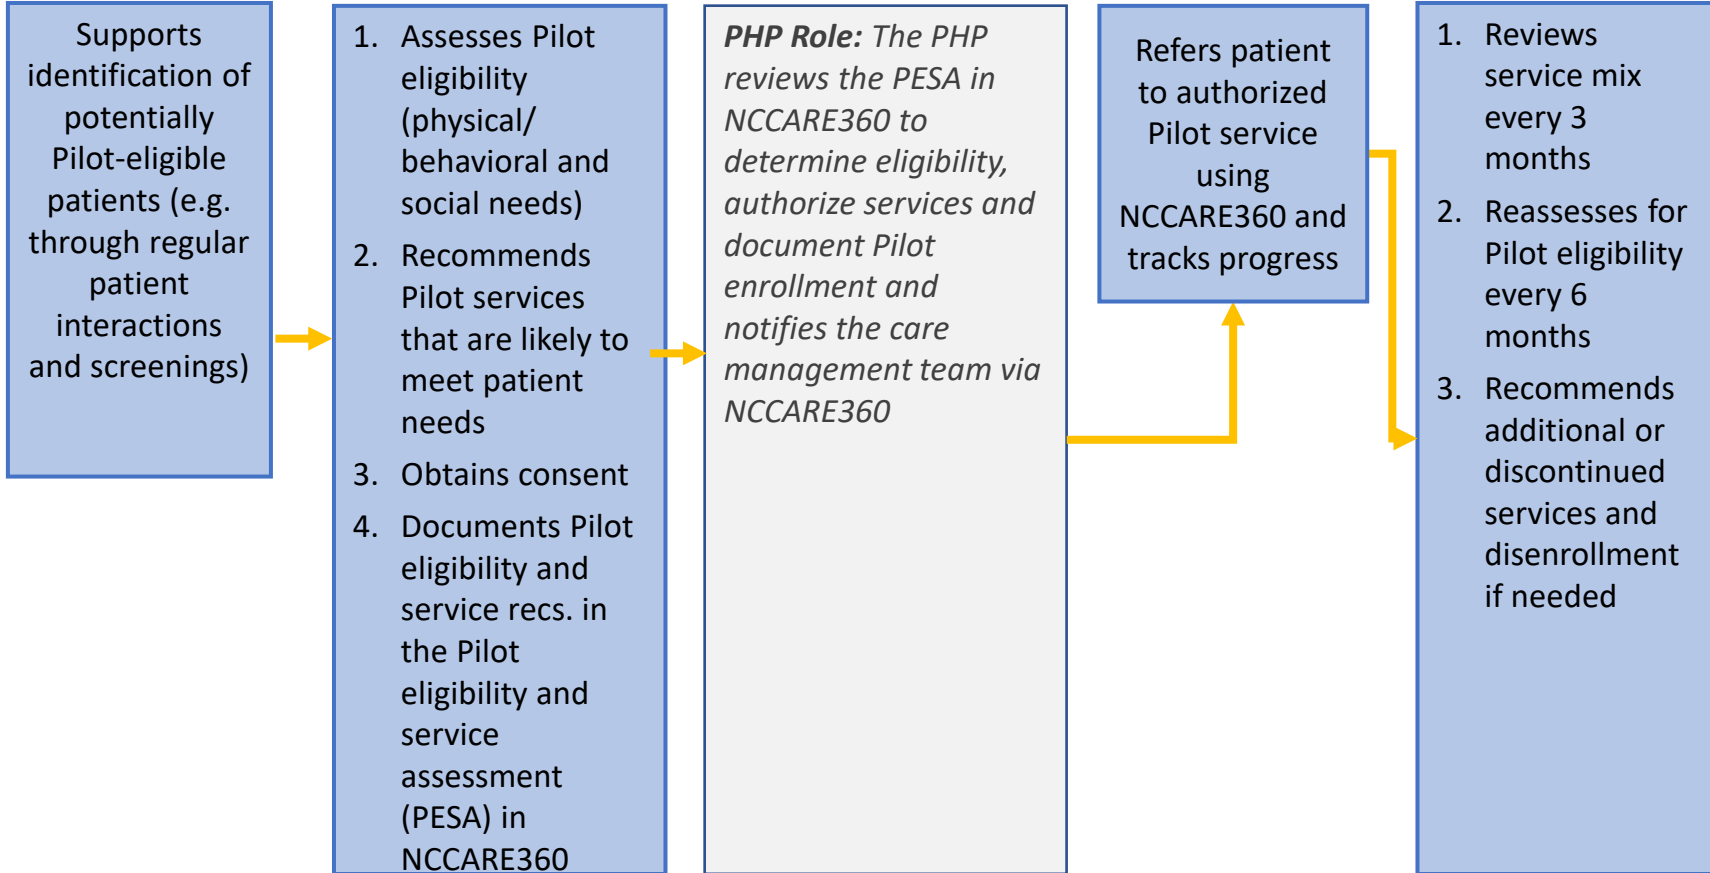 Supports
identification of
potentially
Pilot-eligible
patients (e.g.
through regular
patient
interactions
and screenings)
1. Assesses Pilot
eligibility
(physical/
behavioral and
social needs)
2. Recommends
Pilot services
that are likely to
meet patient
needs
3. Obtains consent
4. Documents Pilot
eligibility and
service recs. in
the Pilot
eligibility and
service
assessment
(PESA) in
NCCARE360
PHP Role: The PHP
reviews the PESA in
NCCARE360 to
determine eligibility,
authorize services and
document Pilot
enrollment and
notifies the care
management team via
NCCARE360
Refers patient
to authorized
Pilot service
using
NCCARE360 and
tracks progress
1. Reviews
service mix
every 3
months
2. Reassesses for
Pilot eligibility
every 6
months
3. Recommends
additional or
discontinued
services and
disenrollment
if needed